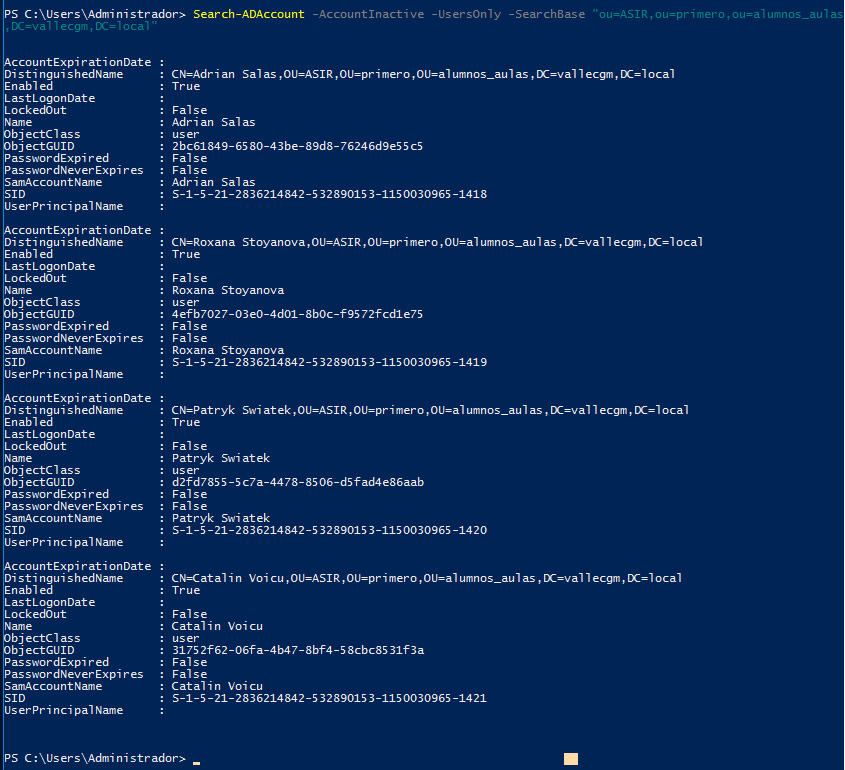 PS C:\Users\Administrador> Search-ADAccount -AccountInactive -UsersOnly -SearchBase "ou=ASIR,ou=primero,ou=alumnos_aulas
,DC=vallecgm,DC=local"
AccountExpirationDate :
DistinguishedName     : CN=Adrian Salas,OU=ASIR,OU=primero,OU=alumnos_aulas,DC=vallecgm,DC=local
Enabled               : True
LastLogonDate         :
LockedOut             : False
Name                  : Adrian Salas
ObjectClass           : user
ObjectGUID            : 2bc61849-6580-43be-89d8-76246d9e55c5
PasswordExpired       : False
PasswordNeverExpires  : False
SamAccountName        : Adrian Salas
SID                   : S-1-5-21-2836214842-532890153-1150030965-1418
UserPrincipalName     :
AccountExpirationDate :
DistinguishedName     : CN=Roxana Stoyanova,OU=ASIR,OU=primero,OU=alumnos_aulas,DC=vallecgm,DC=local
Enabled               : True
LastLogonDate         :
LockedOut             : False
Name                  : Roxana Stoyanova
ObjectClass           : user
ObjectGUID            : 4efb7027-03e0-4d01-8b0c-f9572fcd1e75
PasswordExpired       : False
PasswordNeverExpires  : False
SamAccountName        : Roxana Stoyanova
SID                   : S-1-5-21-2836214842-532890153-1150030965-1419
UserPrincipalName     :
AccountExpirationDate :
DistinguishedName     : CN=Patryk Swiatek,OU=ASIR,OU=primero,OU=alumnos_aulas,DC=vallecgm,DC=local
Enabled               : True
LastLogonDate         :
LockedOut             : False
Name                  : Patryk Swiatek
ObjectClass           : user
ObjectGUID            : d2fd7855-5c7a-4478-8506-d5fad4e86aab
PasswordExpired       : False
PasswordNeverExpires  : False
SamAccountName        : Patryk Swiatek
SID                   : S-1-5-21-2836214842-532890153-1150030965-1420
UserPrincipalName     :
AccountExpirationDate :
DistinguishedName     : CN=Catalin Voicu,OU=ASIR,OU=primero,OU=alumnos_aulas,DC=vallecgm,DC=local
Enabled               : True
LastLogonDate         :
LockedOut             : False
Name                  : Catalin Voicu
ObjectClass           : user
ObjectGUID            : 31752f62-06fa-4b47-8bf4-58cbc8531f3a
PasswordExpired       : False
PasswordNeverExpires  : False
SamAccountName        : Catalin Voicu
SID                   : S-1-5-21-2836214842-532890153-1150030965-1421
UserPrincipalName     :
PS C:\Users\Administrador> _